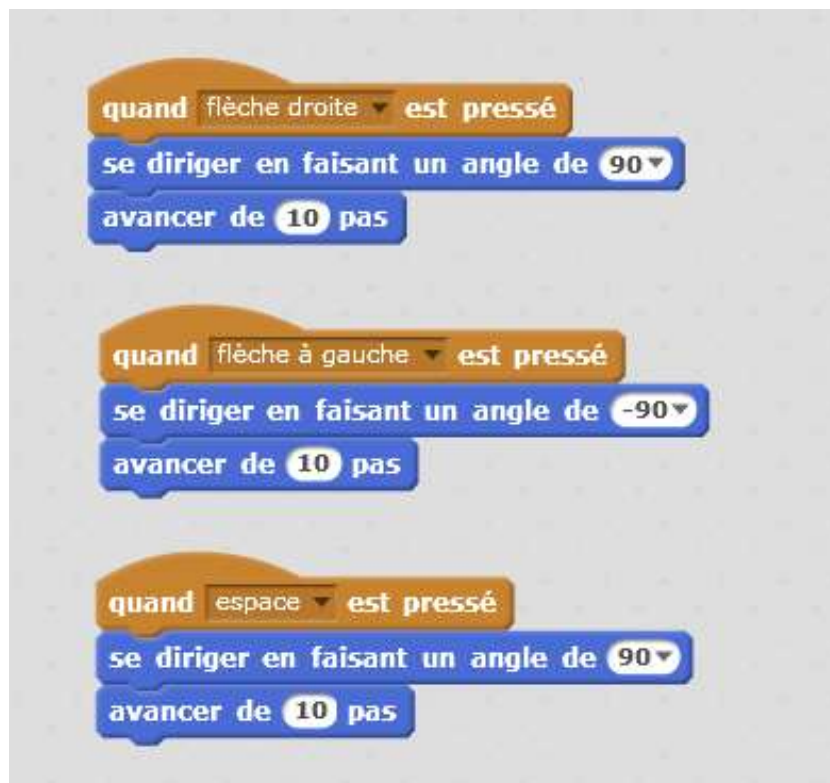 quand flèche droite est pressé
se diriger en faisant un angle de 90
avancer de 10 pas
quand flèche à gauche est pressé
se diriger en faisant un angle de -90
avancer de 10 pas
quand espace est pressé
se diriger en faisant un angle de 90
avancer de 10 pas